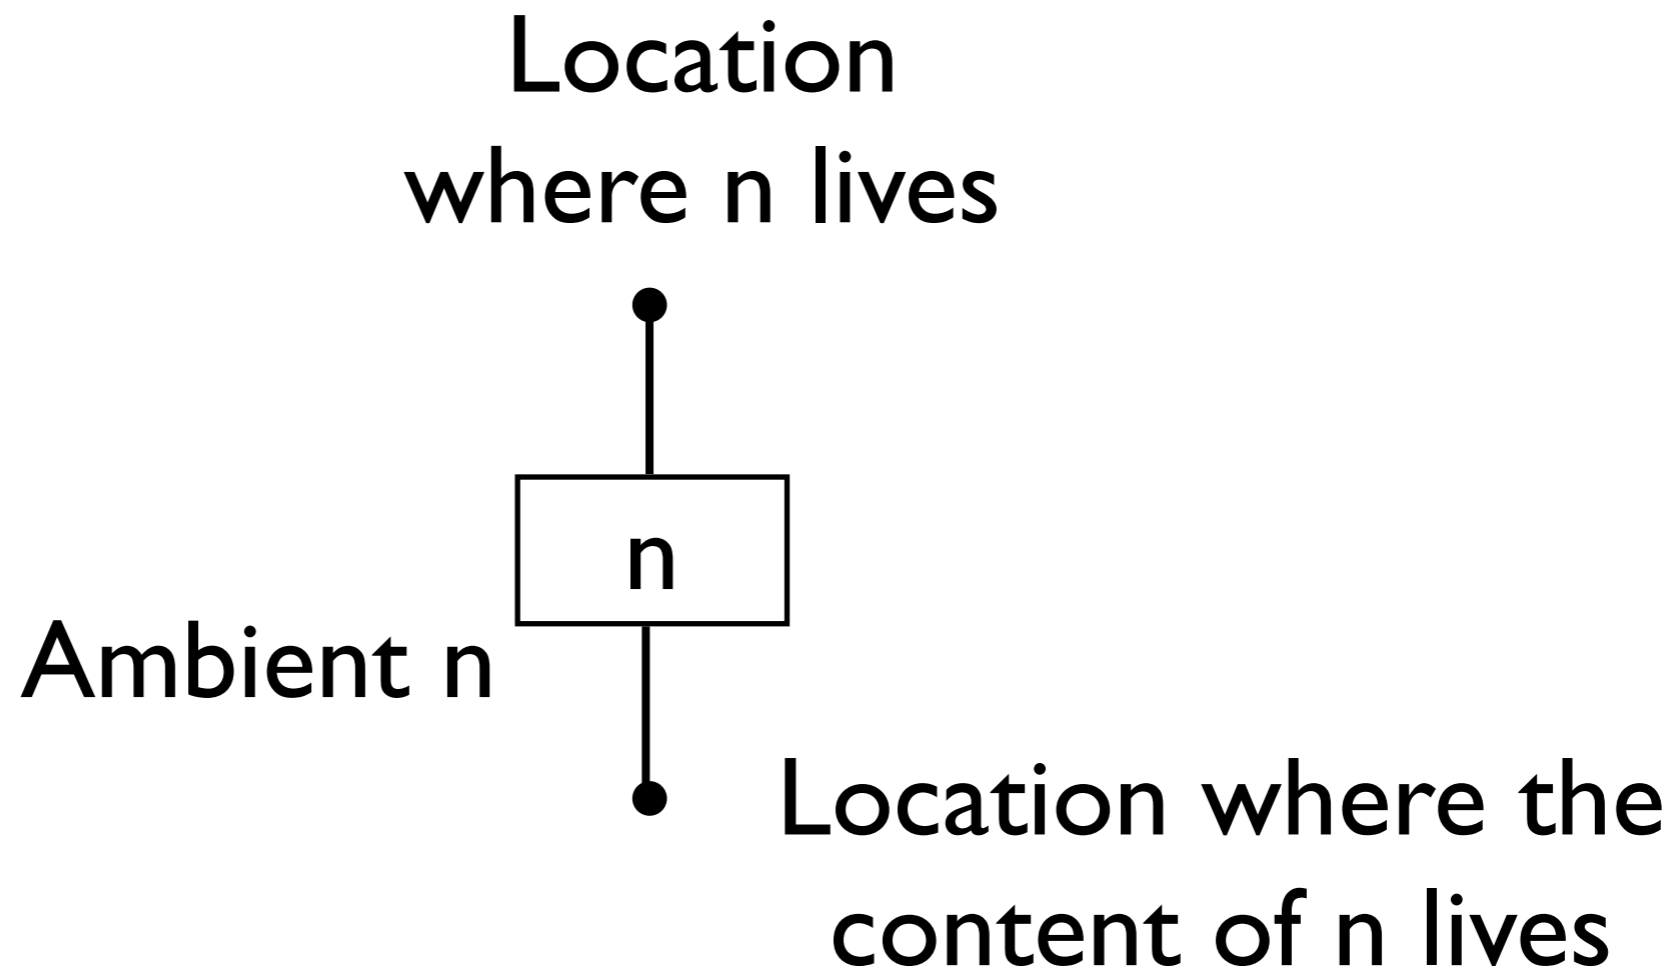 Location
where n lives
n
Ambient n
Location where the
content of n lives